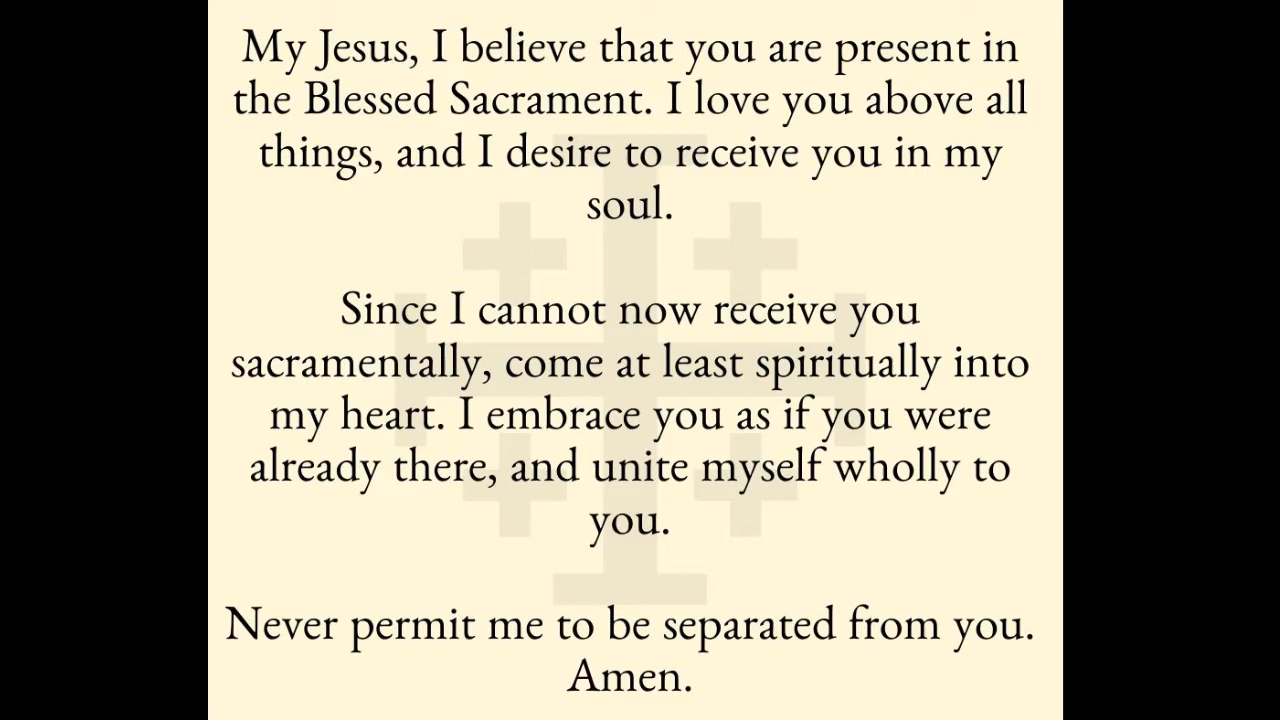 My Jesus, I believe that you are present in
the Blessed Sacrament. I love you above all
things, and I desire to receive you in my
soul.
Since I cannot now receive you
sacramentally, come at least spiritually into
my heart. I embrace you as if you were
already there, and unite myself wholly to
you.
Never permit me to be separated from you.
Amen.